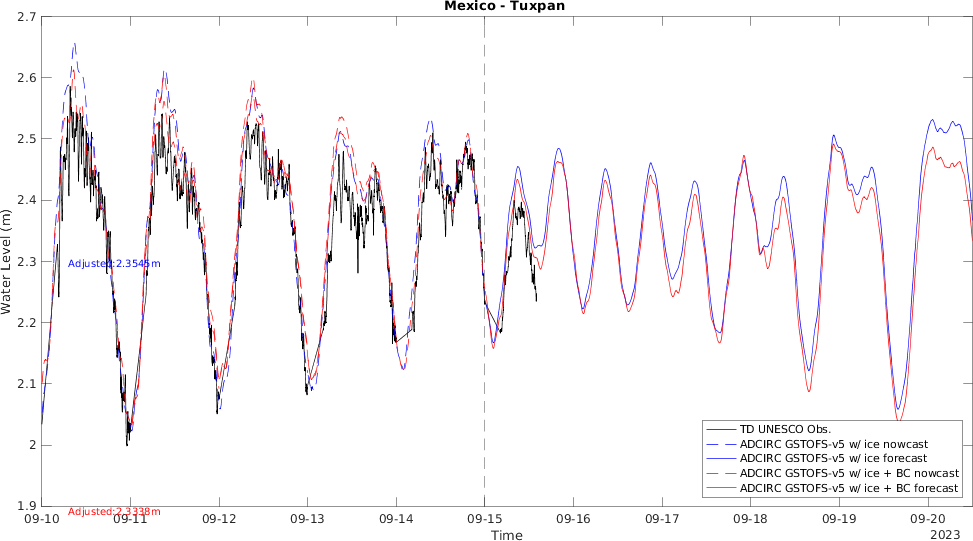 Mexico - Tuxpan
2.7
2.6
2.5
2.4
2.3
2.2
2.1
2
1.9
Water Level (m)
Adjusted:2.3545m
Adjusted:2.3338m
TD UNESCO Obs.
ADCIRC GSTOFS-v5 w/ ice nowcast
ADCIRC GSTOFS-v5 w/ ice forecast
ADCIRC GSTOFS-v5 w/ ice + BC nowcast
ADCIRC GSTOFS-v5 w/ ice + BC forecast
09-10 09-11 09-12 09-13 09-14 09-15 09-16 09-17 09-18 09-19 09-20
2023
Time